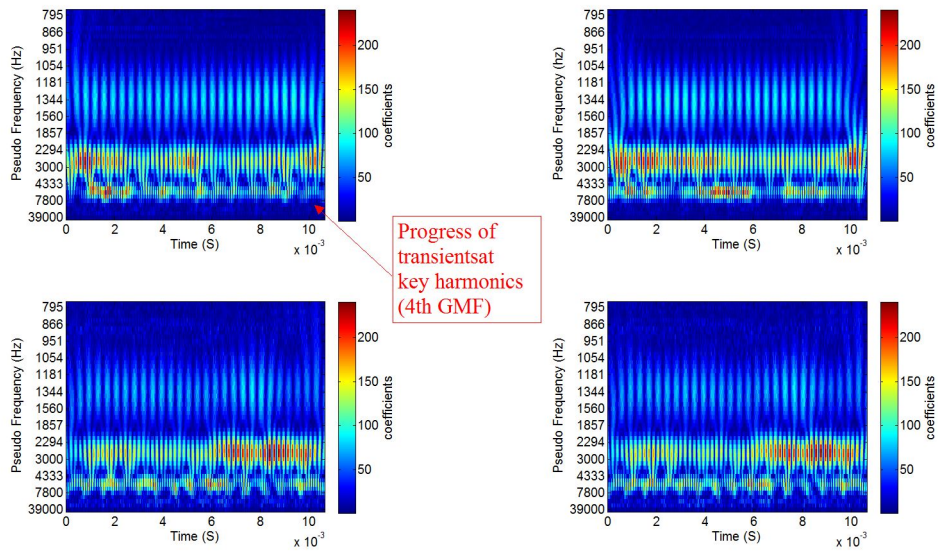 795
866
951
1054
1181
1344
1560
1857
2294
3000
4333
7800
39000
Pseudo Frequency (Hz)
0 2 4 6 8 10
Time (S)
x 10⁻³
200
150
100
50
coefficients
795
866
951
1054
1181
1344
1560
1857
2294
3000
4333
7800
39000
Pseudo Frequency (Hz)
0 2 4 6 8 10
Time (S)
x 10⁻³
200
150
100
50
coefficients
Progress of
transientsat
key harmonics
(4th GMF)
795
866
951
1054
1181
1344
1560
1857
2294
3000
4333
7800
39000
Pseudo Frequency (Hz)
0 2 4 6 8 10
Time (S)
x 10⁻³
200
150
100
50
coefficients
795
866
951
1054
1181
1344
1560
1857
2294
3000
4333
7800
39000
Pseudo Frequency (Hz)
0 2 4 6 8 10
Time (S)
x 10⁻³
200
150
100
50
coefficients